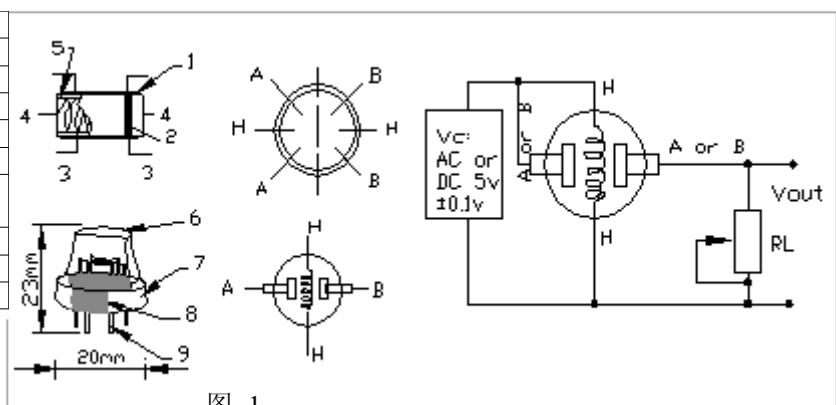 5
1
4
4
2
3
3
A
B
H
H
A
B
6
7
8
9
23mm
20mm
H
A
B
H
Vc:
AC or
DC 5v
±0.1v
A or B
H
H
A or B
Vout
RL
图 1